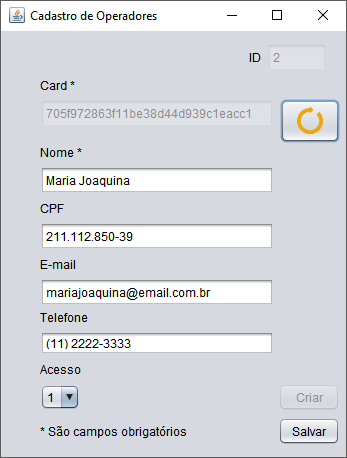 Cadastro de Operadores
ID 2
Card *
705f972863f11be38d44d939c1eacc1
Nome *
Maria Joaquina
CPF
211.112.850-39
E-mail
mariajoaquina@email.com.br
Telefone
(11) 2222-3333
Acesso
1
Criar
* São campos obrigatórios
Salvar